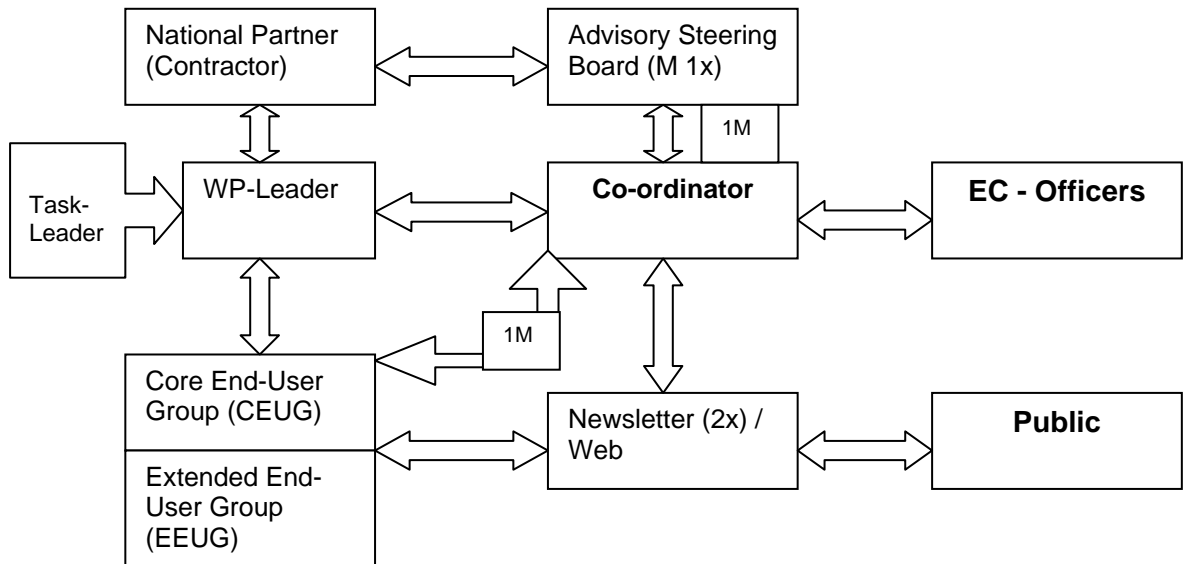 National Partner
(Contractor)
Advisory Steering
Board (M 1x)
1M
Task-
Leader
WP-Leader
Co-ordinator
EC - Officers
1M
Core End-User
Group (CEUG)
Newsletter (2x) /
Web
Public
Extended End-
User Group
(EEUG)